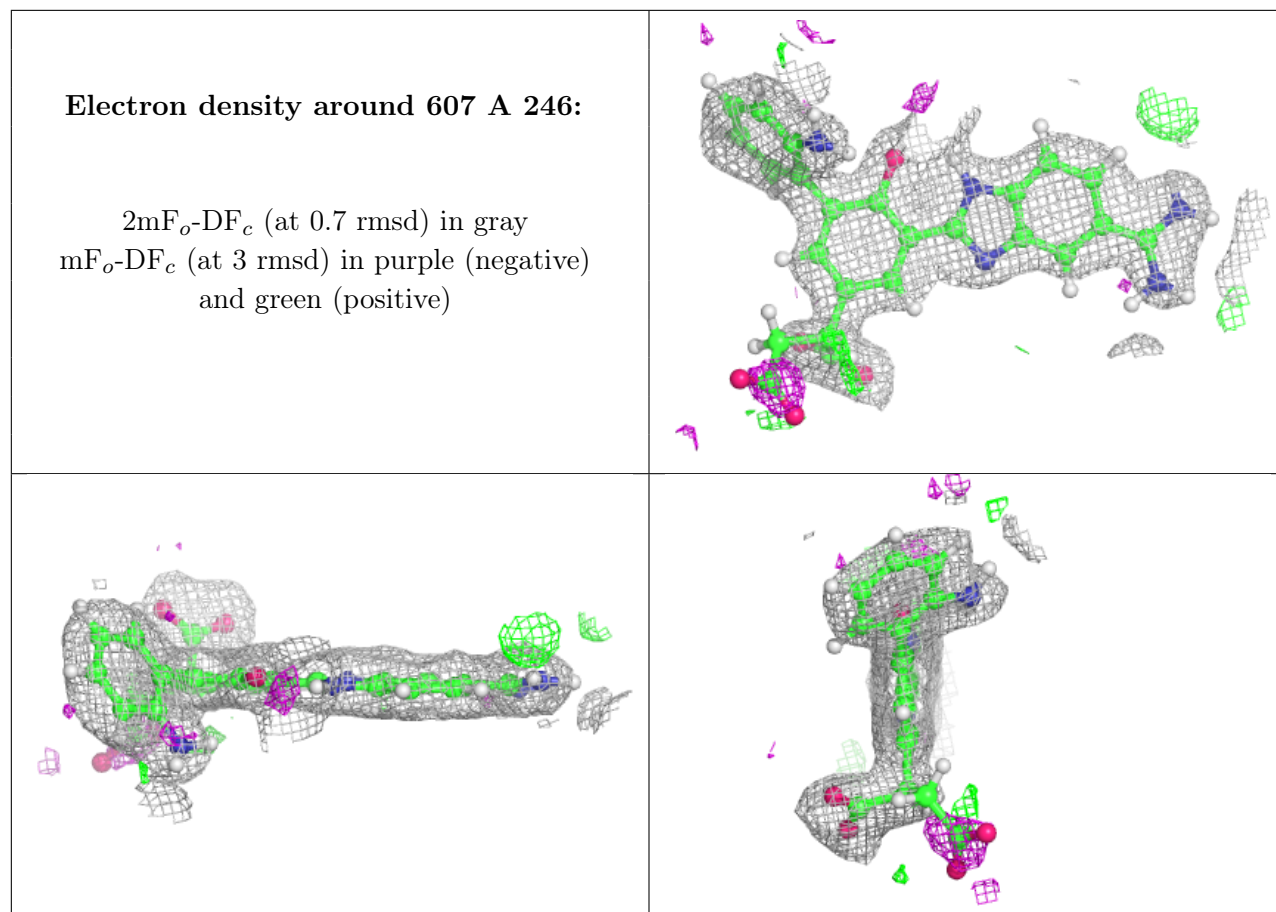 Electron density around 607 A 246:
2mFo-DFc (at 0.7 rmsd) in gray
mFo-DFc (at 3 rmsd) in purple (negative)
and green (positive)